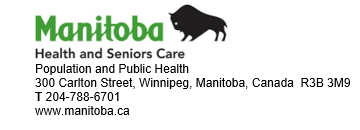 Manitoba
Health and Seniors Care
Population and Public Health
300 Carlton Street, Winnipeg, Manitoba, Canada  R3B 3M9
T 204-788-6701
www.manitoba.ca